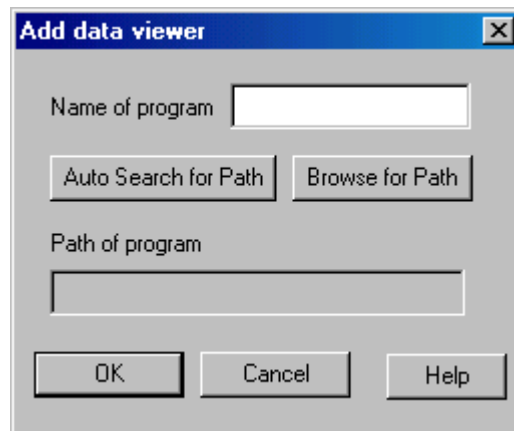 Add data viewer
Name of program
Auto Search for Path Browse for Path
Path of program
OK Cancel Help